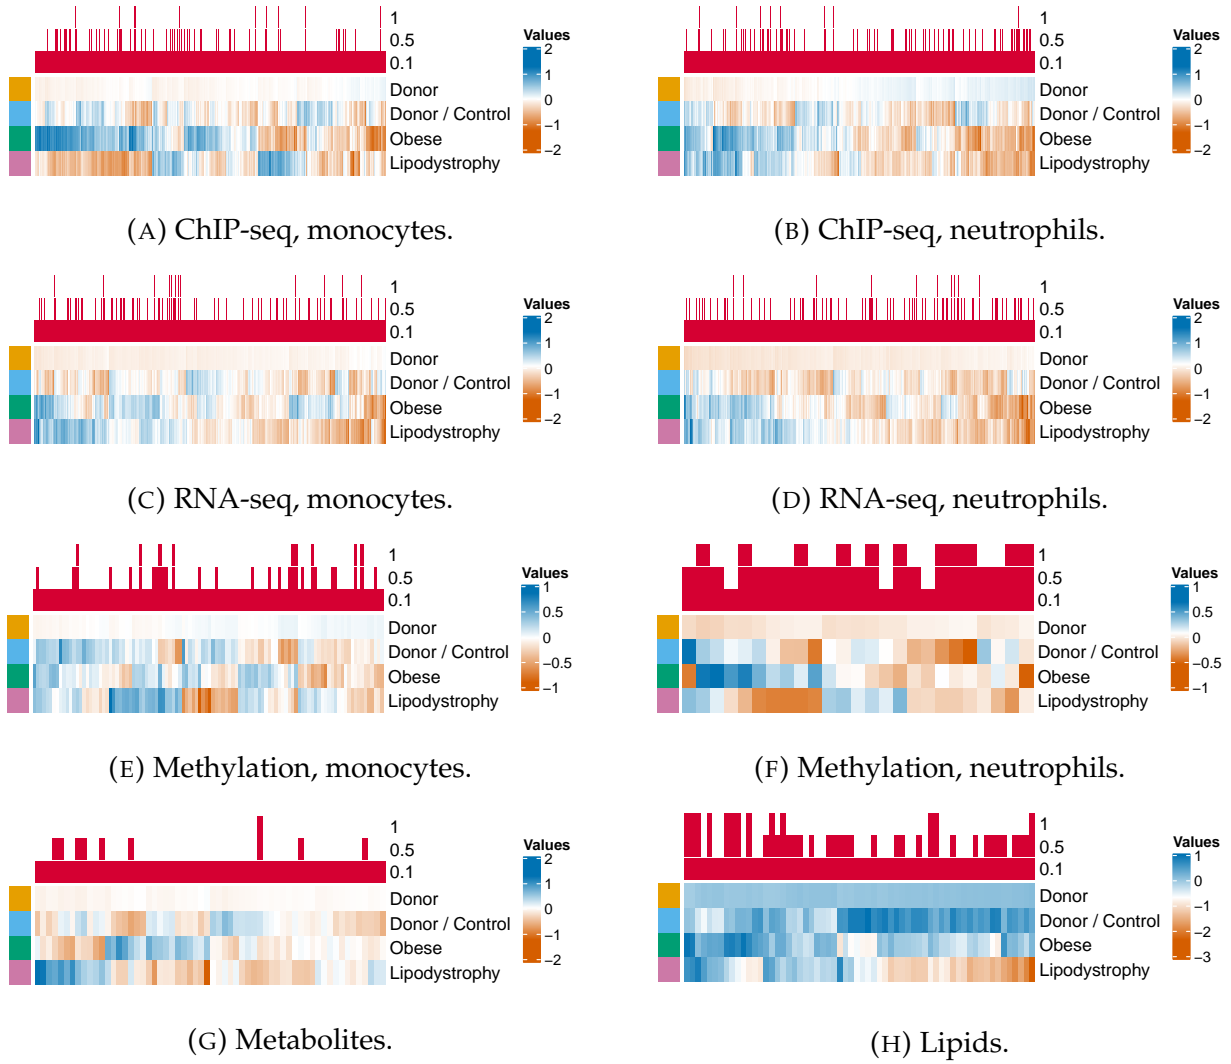 1
0.5
0.1
Donor
Donor / Control
Obese
Lipodystrophy
Values
2
1
0
−1
−2
(A) ChIP-seq, monocytes.
1
0.5
0.1
Donor
Donor / Control
Obese
Lipodystrophy
Values
2
1
0
−1
−2
(B) ChIP-seq, neutrophils.
1
0.5
0.1
Donor
Donor / Control
Obese
Lipodystrophy
Values
2
1
0
−1
−2
(C) RNA-seq, monocytes.
1
0.5
0.1
Donor
Donor / Control
Obese
Lipodystrophy
Values
2
1
0
−1
−2
(D) RNA-seq, neutrophils.
1
0.5
0.1
Donor
Donor / Control
Obese
Lipodystrophy
Values
1
0.5
0
−0.5
−1
(E) Methylation, monocytes.
1
0.5
0.1
Donor
Donor / Control
Obese
Lipodystrophy
Values
1
0.5
0
−0.5
−1
(F) Methylation, neutrophils.
1
0.5
0.1
Donor
Donor / Control
Obese
Lipodystrophy
Values
2
1
0
−1
−2
(G) Metabolites.
1
0.5
0.1
Donor
Donor / Control
Obese
Lipodystrophy
Values
1
0
−1
−2
−3
(H) Lipids.